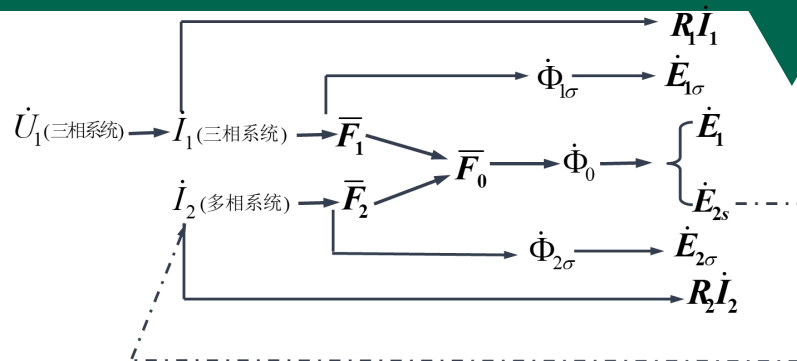 R₁İ₁
Φ̇₁σ Ė₁σ
U̇₁(三相系统) İ₁(三相系统) F̅₁ Ė₁
F̅₀ Φ̇₀
İ₂(多相系统) F̅₂ Ė₂s
Φ̇₂σ Ė₂σ
R₂İ₂